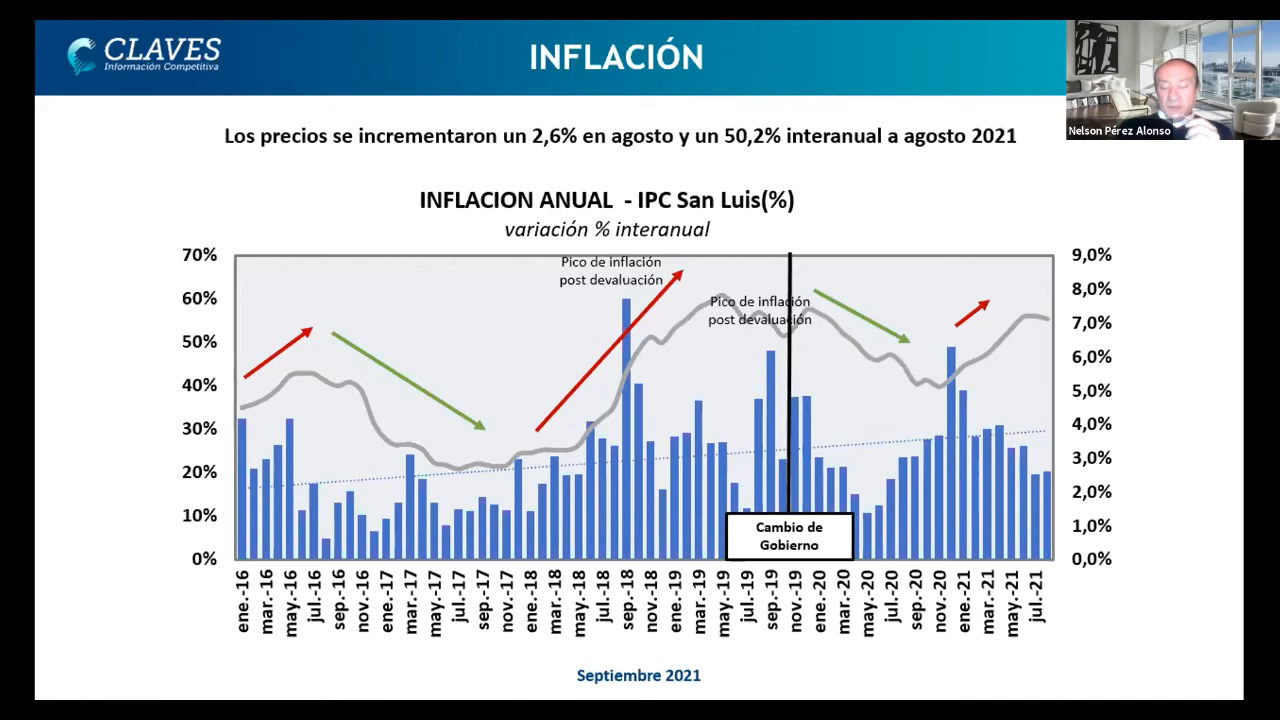 CLAVES
Información Competitiva
INFLACIÓN
Nelson Pérez Alonso
Los precios se incrementaron un 2,6% en agosto y un 50,2% interanual a agosto 2021
INFLACION ANUAL - IPC San Luis(%)
variación % interanual
70%
60%
50%
40%
30%
20%
10%
0%
9,0%
8,0%
7,0%
6,0%
5,0%
4,0%
3,0%
2,0%
1,0%
0,0%
Pico de inflación
post devaluación
Pico de inflación
post devaluación
Cambio de
Gobierno
ene.-16
mar.-16
may.-16
jul.-16
sep.-16
nov.-16
ene.-17
mar.-17
may.-17
jul.-17
sep.-17
nov.-17
ene.-18
mar.-18
may.-18
jul.-18
sep.-18
nov.-18
ene.-19
mar.-19
may.-19
jul.-19
sep.-19
nov.-19
ene.-20
mar.-20
may.-20
jul.-20
sep.-20
nov.-20
ene.-21
mar.-21
may.-21
jul.-21
Septiembre 2021